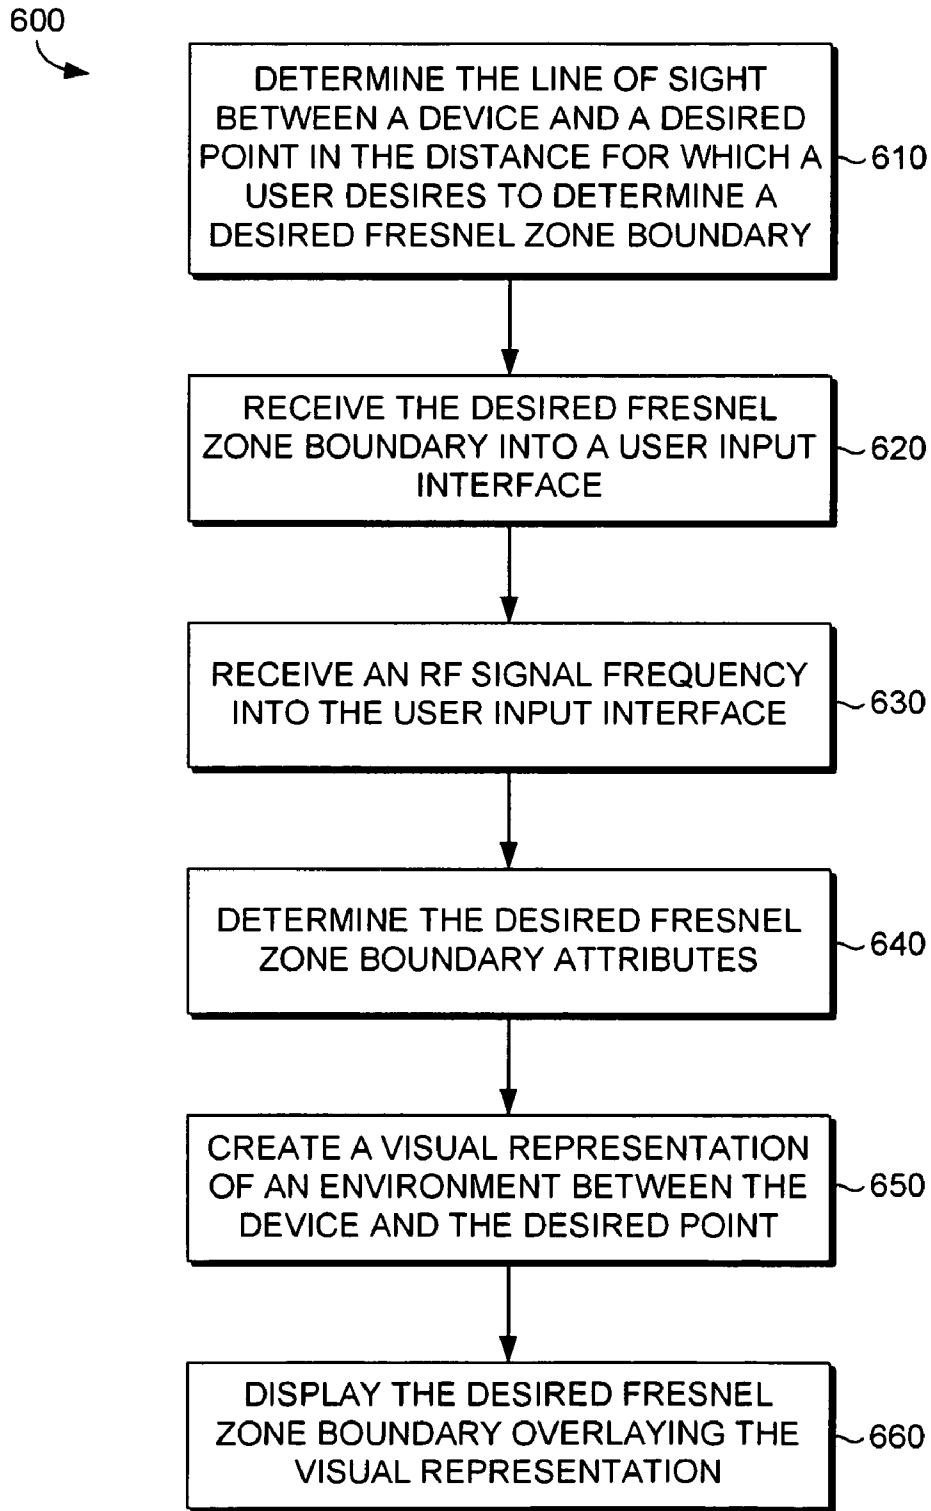 600
DETERMINE THE LINE OF SIGHT
BETWEEN A DEVICE AND A DESIRED
POINT IN THE DISTANCE FOR WHICH A
USER DESIRES TO DETERMINE A
DESIRED FRESNEL ZONE BOUNDARY
610
RECEIVE THE DESIRED FRESNEL
ZONE BOUNDARY INTO A USER INPUT
INTERFACE
620
RECEIVE AN RF SIGNAL FREQUENCY
INTO THE USER INPUT INTERFACE
630
DETERMINE THE DESIRED FRESNEL
ZONE BOUNDARY ATTRIBUTES
640
CREATE A VISUAL REPRESENTATION
OF AN ENVIRONMENT BETWEEN THE
DEVICE AND THE DESIRED POINT
650
DISPLAY THE DESIRED FRESNEL
ZONE BOUNDARY OVERLAYING THE
VISUAL REPRESENTATION
660